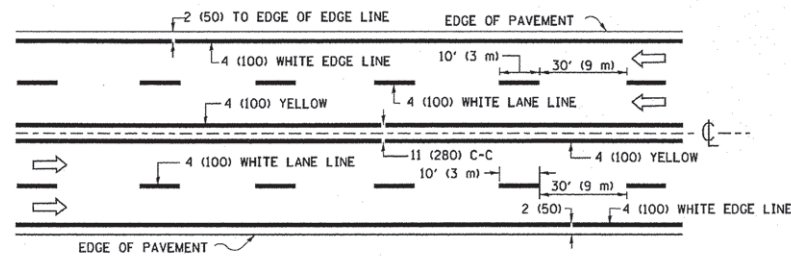 2 (50) TO EDGE OF EDGE LINE
EDGE OF PAVEMENT
4 (100) WHITE EDGE LINE
10' (3 m)
30' (9 m)
4 (100) YELLOW
4 (100) WHITE LANE LINE
℄
4 (100) WHITE LANE LINE
11 (280) C-C
4 (100) YELLOW
10' (3 m)
30' (9 m)
2 (50)
4 (100) WHITE EDGE LINE
EDGE OF PAVEMENT